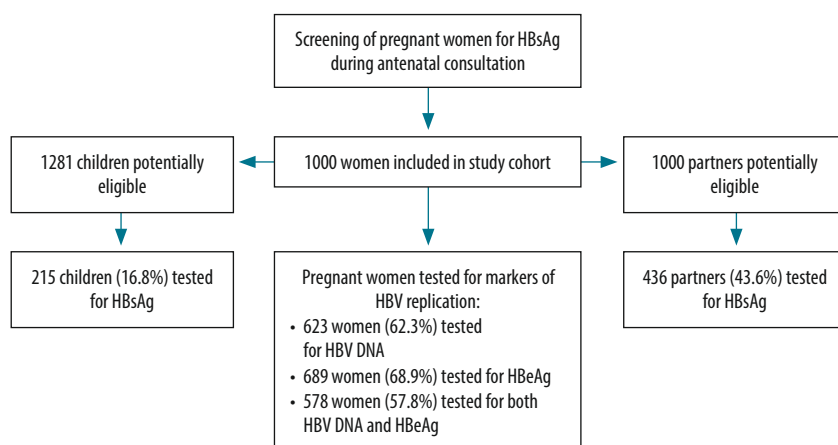 Screening of pregnant women for HBsAg
during antenatal consultation
1281 children potentially
eligible
1000 women included in study cohort
1000 partners potentially
eligible
215 children (16.8%) tested
for HBsAg
Pregnant women tested for markers of
HBV replication:
• 623 women (62.3%) tested
for HBV DNA
• 689 women (68.9%) tested for HBeAg
• 578 women (57.8%) tested for both
HBV DNA and HBeAg
436 partners (43.6%) tested
for HBsAg